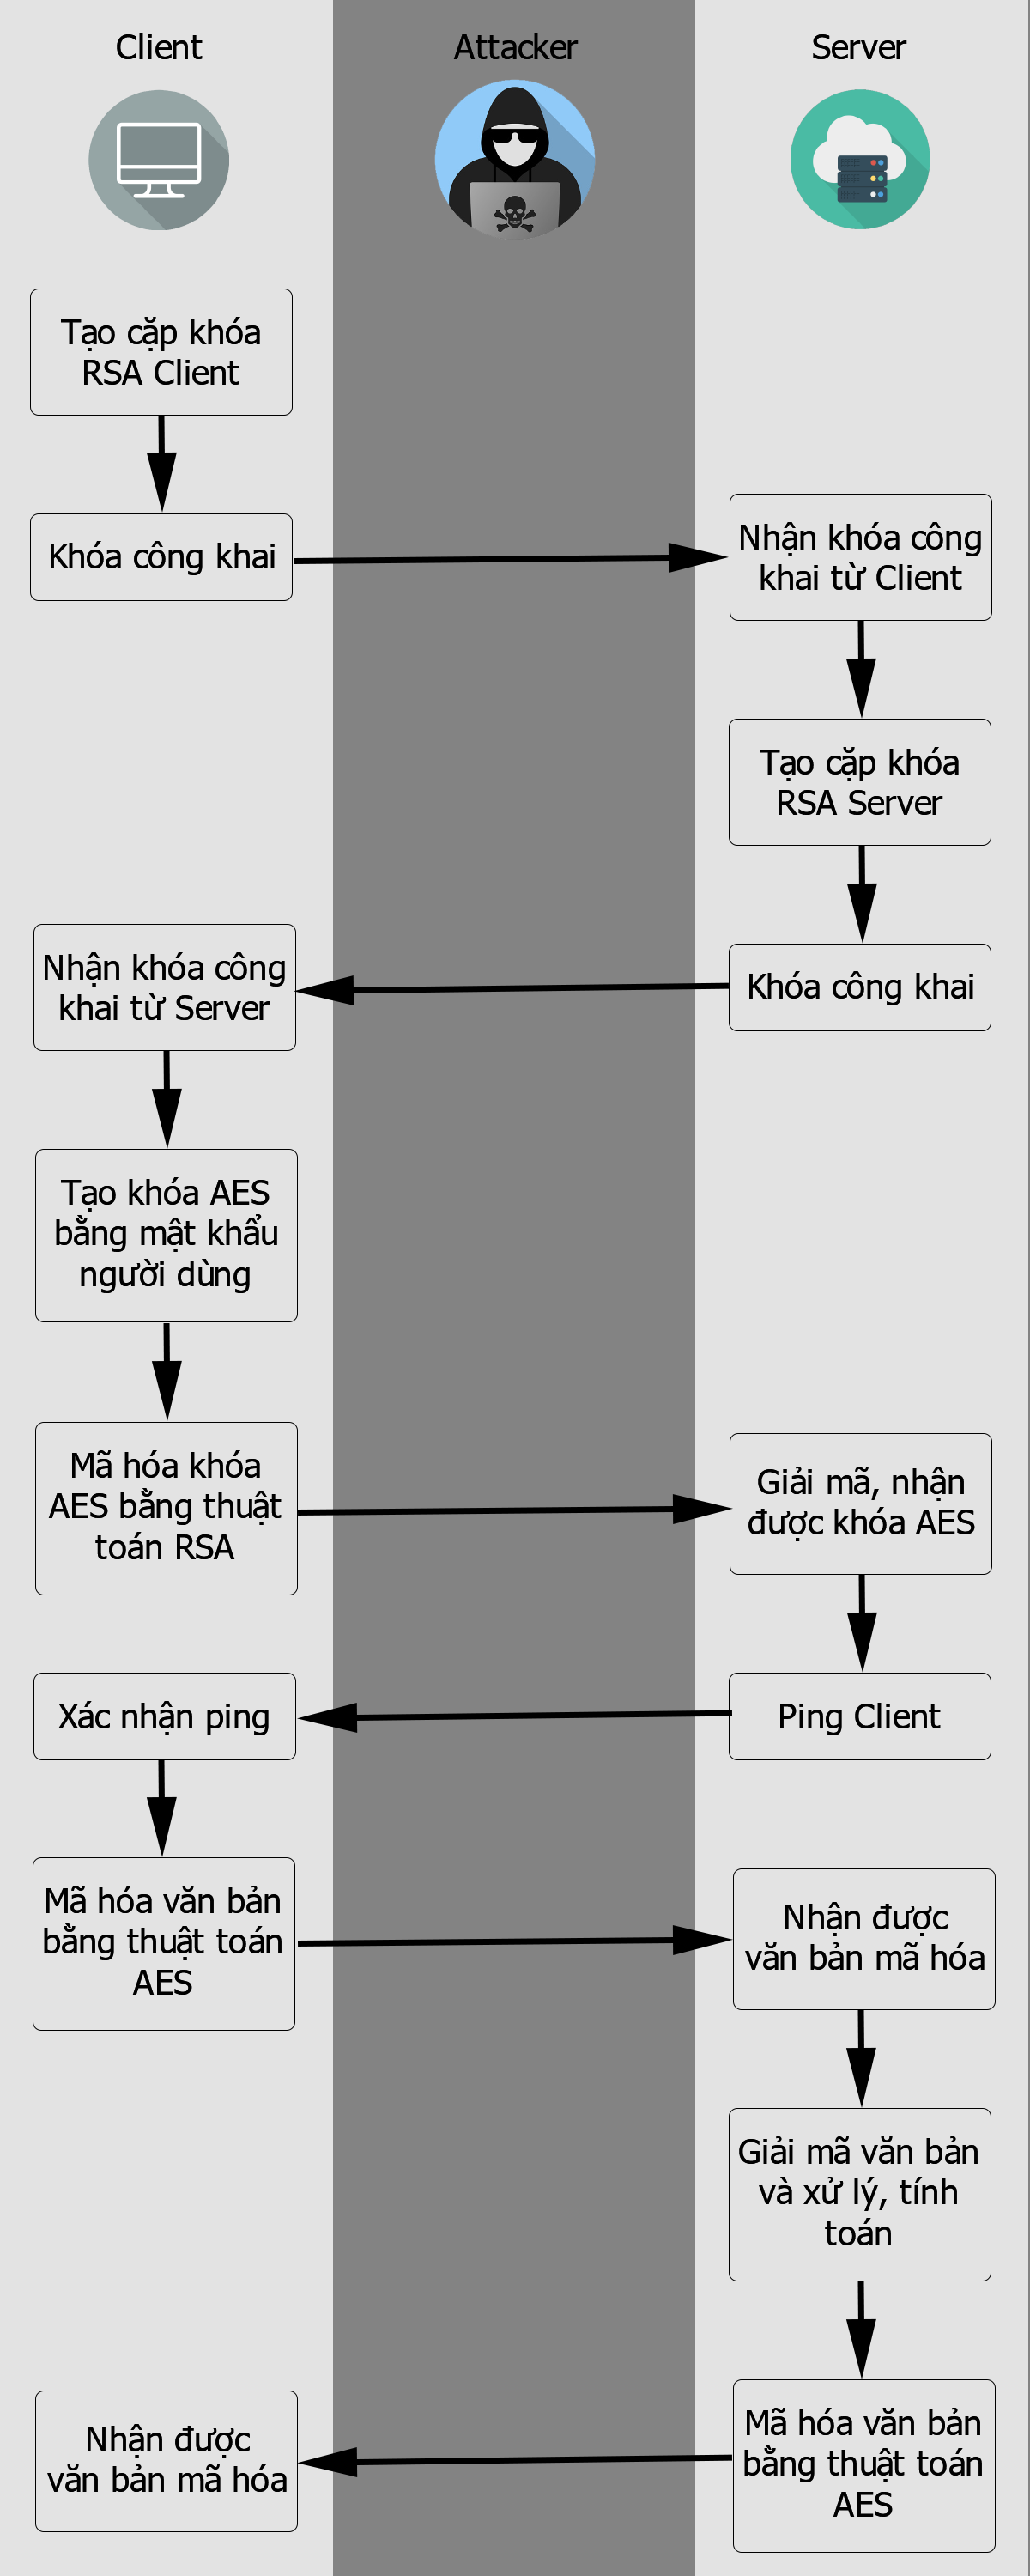 Client
Attacker
Server
Tạo cặp khóa
RSA Client
Khóa công khai
Nhận khóa công
khai từ Client
Tạo cặp khóa
RSA Server
Khóa công khai
Nhận khóa công
khai từ Server
Tạo khóa AES
bằng mật khẩu
người dùng
Mã hóa khóa
AES bằng thuật
toán RSA
Giải mã, nhận
được khóa AES
Ping Client
Xác nhận ping
Mã hóa văn bản
bằng thuật toán
AES
Nhận được
văn bản mã hóa
Giải mã văn bản
và xử lý, tính
toán
Mã hóa văn bản
bằng thuật toán
AES
Nhận được
văn bản mã hóa